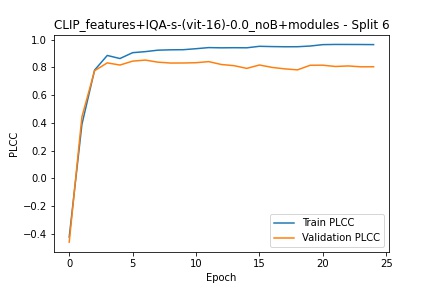 CLIP_features+IQA-s-(vit-16)-0.0_noB+modules - Split 6
1.0
0.8
0.6
0.4
0.2
0.0
−0.2
−0.4
PLCC
Train PLCC
Validation PLCC
0 5 10 15 20 25
Epoch